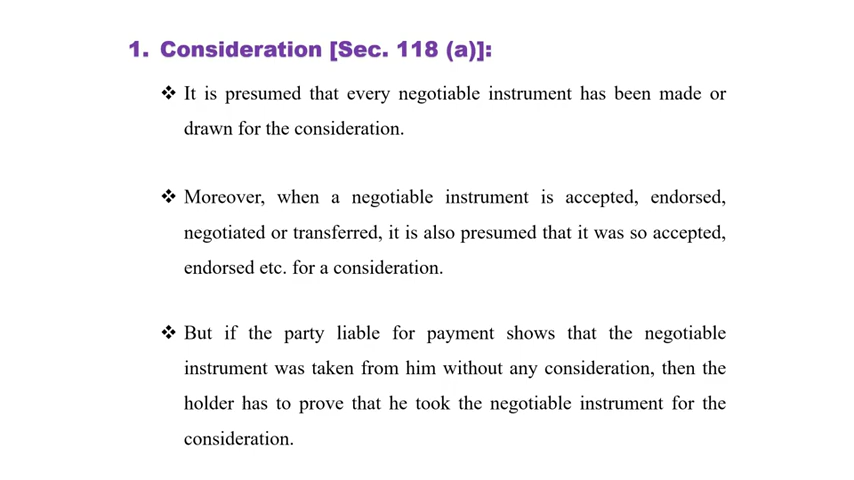 1. Consideration [Sec. 118 (a)]:
❖ It is presumed that every negotiable instrument has been made or
drawn for the consideration.
❖ Moreover, when a negotiable instrument is accepted, endorsed,
negotiated or transferred, it is also presumed that it was so accepted,
endorsed etc. for a consideration.
❖ But if the party liable for payment shows that the negotiable
instrument was taken from him without any consideration, then the
holder has to prove that he took the negotiable instrument for the
consideration.